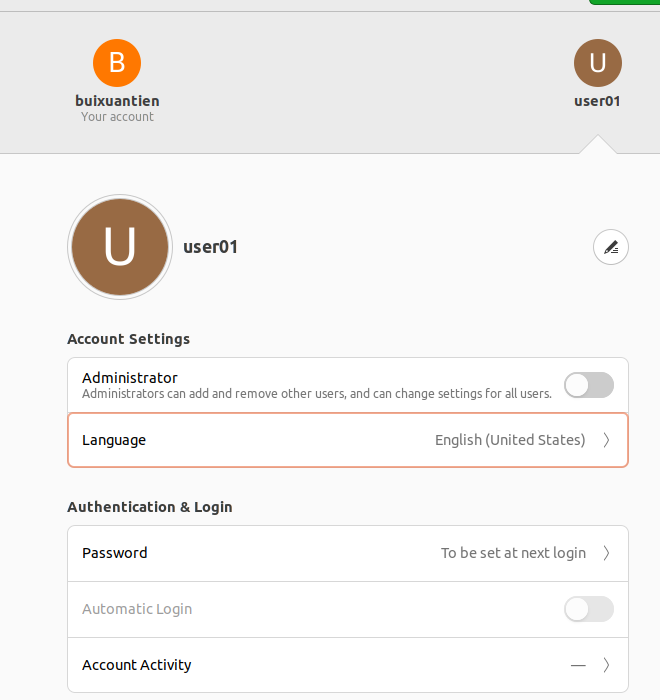 B
buixuantien
Your account
U
user01
U
user01
Account Settings
Administrator
Administrators can add and remove other users, and can change settings for all users.
Language English (United States)
Authentication & Login
Password To be set at next login
Automatic Login
Account Activity —